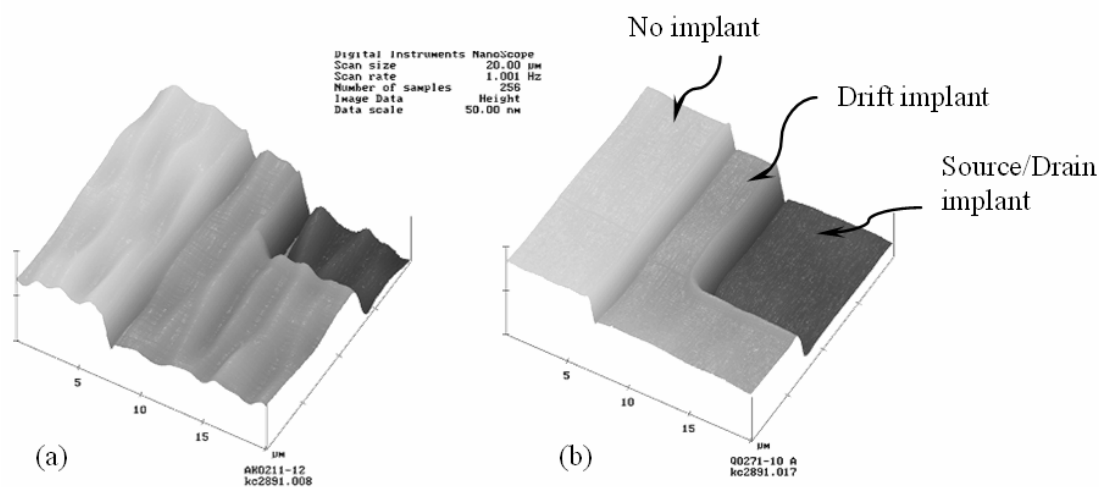 No implant
Digital Instruments NanoScope
Scan size 20.00 µm
Scan rate 1.001 Hz
Number of samples 256
Image Data Height
Data scale 50.00 nm
Drift implant
Source/Drain
implant
5
10
15
µm
5
10
15
µm
(a)
AK0211-12
kc2891.008
(b)
Q0271-10 A
kc2891.017